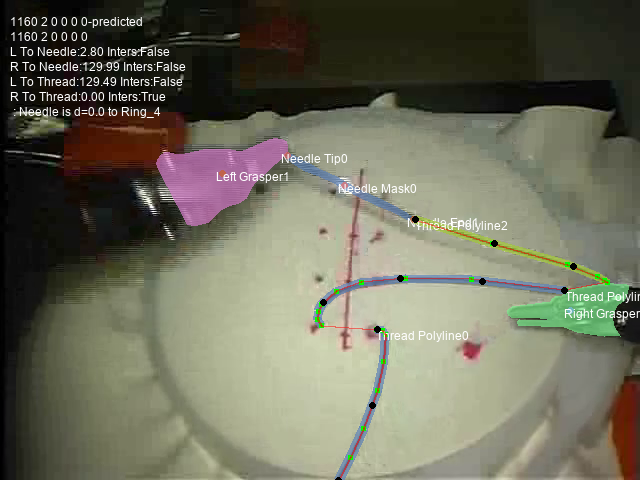 1160 2 0 0 0 0-predicted
1160 2 0 0 0 0
L To Needle:2.80 Inters:False
R To Needle:129.99 Inters:False
L To Thread:129.49 Inters:False
R To Thread:0.00 Inters:True
: Needle is d=0.0 to Ring_4
Needle Tip0
Left Grasper1
Needle Mask0
Thread Polyline2
Thread Polylin
Right Grasper
Thread Polyline0